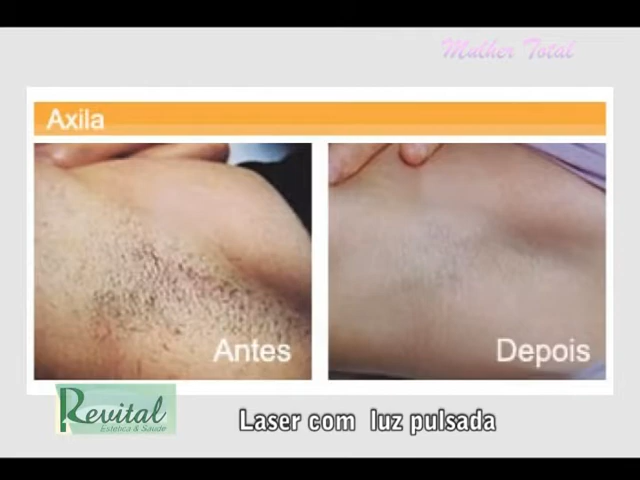 Mulher Total
Axila
Antes
Depois
Revital
Estética & Saúde
Laser com luz pulsada